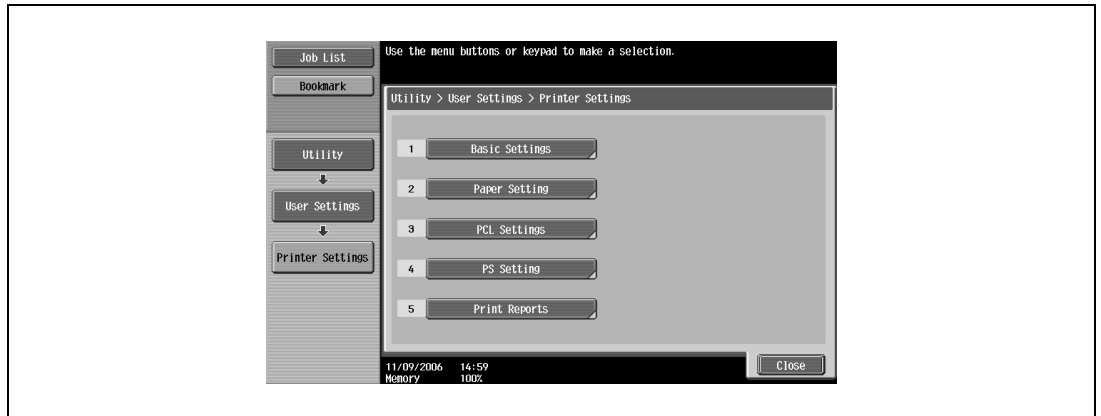 Job List
Bookmark
Use the menu buttons or keypad to make a selection.
Utility > User Settings > Printer Settings
Utility
User Settings
Printer Settings
1 Basic Settings
2 Paper Setting
3 PCL Settings
4 PS Setting
5 Print Reports
11/09/2006 14:59
Memory 100%
Close